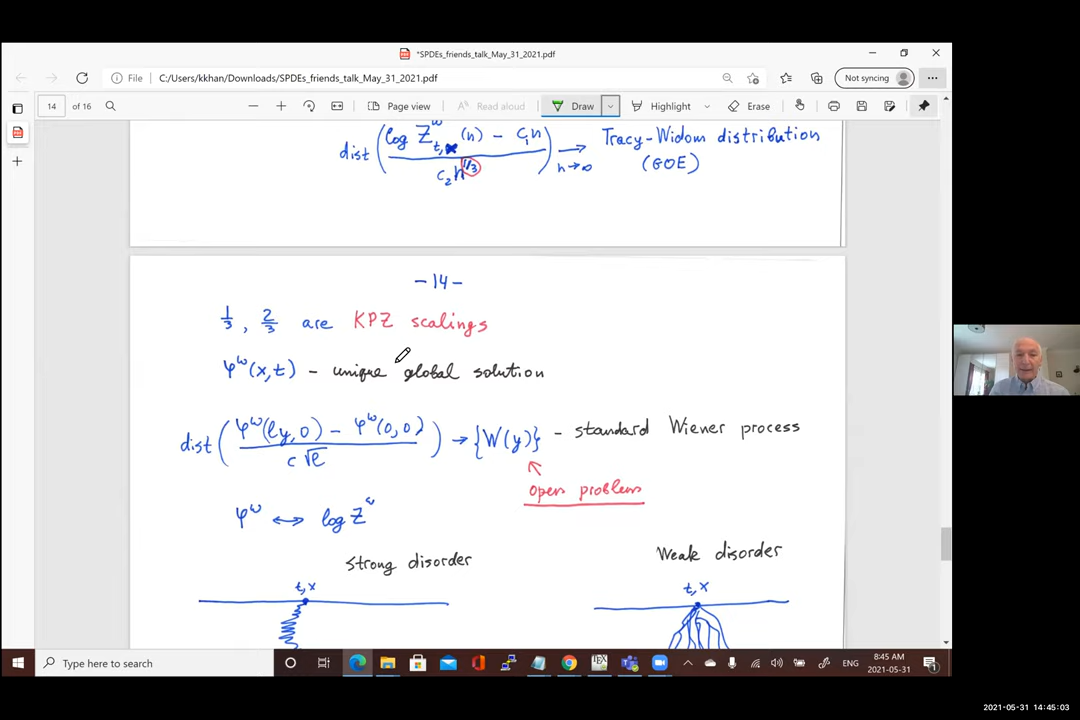 *SPDEs_friends_talk_May_31_2021.pdf
File C:/Users/kkhan/Downloads/SPDEs_friends_talk_May_31_2021.pdf Not syncing
14 of 16 Page view Read aloud Draw Highlight Erase
dist ( log Z^ω_{t,x} (n) − c₁n / c₂ n^{1/3} ) → n→∞ Tracy-Widom distribution
(GOE)
-14-
1/3, 2/3 are KPZ scalings
φ^ω(x,t) - unique global solution
dist ( φ^ω(ly,0) − φ^ω(0,0) / c√l ) → {W(y)} - standard Wiener process
open problem
φ^ω ↔ log Z^ω
Strong disorder Weak disorder
t,x t,x
Type here to search ENG 8:45 AM 2021-05-31 1
2021-05-31 14:45:03